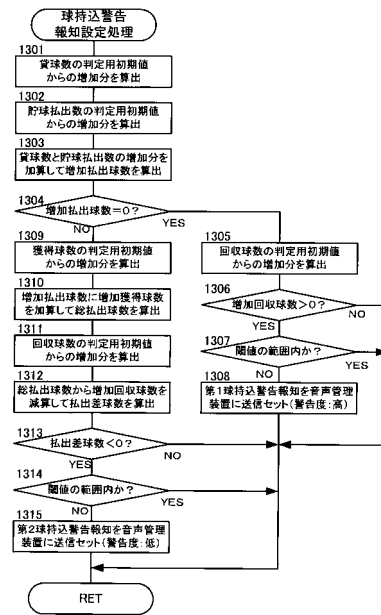 球持込警告
報知設定処理
1301
貸球数の判定用初期値
からの増加分を算出
1302
貯球払出数の判定用初期値
からの増加分を算出
1303
貸球数と貯球払出数の増加分を
加算して増加払出球数を算出
1304
増加払出球数=0?
YES
NO
1309
獲得球数の判定用初期値
からの増加分を算出
1310
増加払出球数に増加獲得球数
を加算して総払出球数を算出
1311
回収球数の判定用初期値
からの増加分を算出
1312
総払出球数から増加回収球数を
減算して払出差球数を算出
1313
払出差球数<0?
YES
NO
1314
閾値の範囲内か?
NO
YES
1315
第2球持込警告報知を音声管理
装置に送信セット(警告度:低)
1305
回収球数の判定用初期値
からの増加分を算出
1306
増加回収球数>0?
NO
YES
1307
閾値の範囲内か?
YES
NO
1308
第1球持込警告報知を音声管理
装置に送信セット(警告度:高)
RET